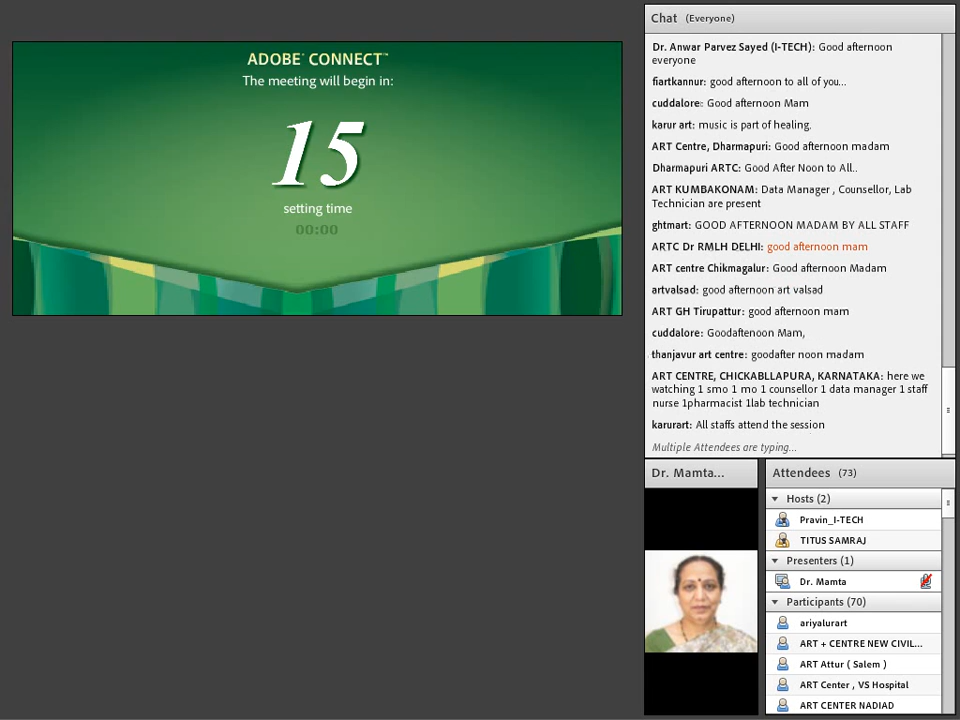 ADOBE® CONNECT™
The meeting will begin in:
15
setting time
00:00
Chat (Everyone)
Dr. Anwar Parvez Sayed (I-TECH): Good afternoon
everyone
fiartkannur: good afternoon to all of you...
cuddalore: Good afternoon Mam
karur art: music is part of healing.
ART Centre, Dharmapuri: Good afternoon madam
Dharmapuri ARTC: Good After Noon to All..
ART KUMBAKONAM: Data Manager , Counsellor, Lab
Technician are present
ghtmart: GOOD AFTERNOON MADAM BY ALL STAFF
ARTC Dr RMLH DELHI: good afternoon mam
ART centre Chikmagalur: Good afternoon Madam
artvalsad: good afternoon art valsad
ART GH Tirupattur: good afternoon mam
cuddalore: Goodaftenoon Mam,
thanjavur art centre: goodafter noon madam
ART CENTRE, CHICKABLLAPURA, KARNATAKA: here we
watching 1 smo 1 mo 1 counsellor 1 data manager 1 staff
nurse 1pharmacist 1lab technician
karurart: All staffs attend the session
Multiple Attendees are typing...
Dr. Mamta...
Attendees (73)
Hosts (2)
Pravin_I-TECH
TITUS SAMRAJ
Presenters (1)
Dr. Mamta
Participants (70)
ariyalurart
ART + CENTRE NEW CIVIL...
ART Attur ( Salem )
ART Center , VS Hospital
ART CENTER NADIAD